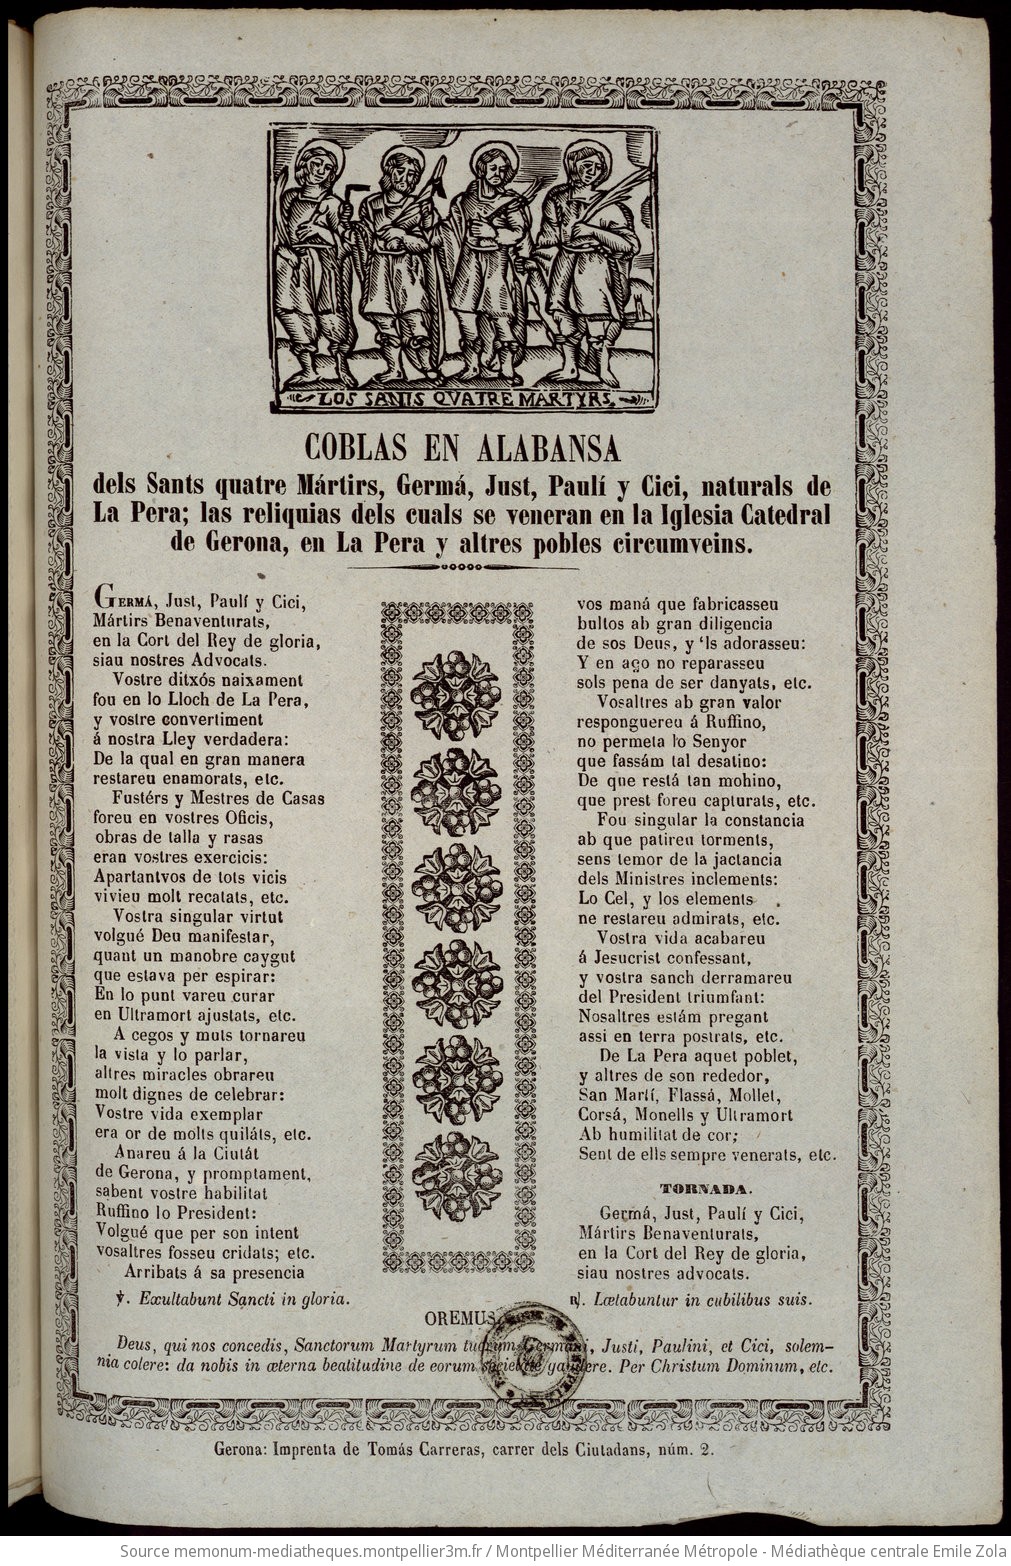 LOS SANTS QVATRE MARTYRS.
COBLAS EN ALABANSA
dels Sants quatre Mártirs, Germá, Just, Paulí y Cici, naturals de
La Pera; las reliquias dels cuals se veneran en la Iglesia Catedral
de Gerona, en La Pera y altres pobles circumveins.
GERMÁ, Just, Paulí y Cici,
Mártirs Benaventurats,
en la Cort del Rey de gloria,
siau nostres Advocats.
Vostre ditxós naixament
fou en lo Lloch de La Pera,
y vostre convertiment
á nostra Lley verdadera:
De la qual en gran manera
restareu enamorats, etc.
Fustérs y Mestres de Casas
foreu en vostres Oficis,
obras de talla y rasas
eran vostres exercicis:
Apartantvos de tots vicis
vivieu molt recatats, etc.
Vostra singular virtut
volgué Deu manifestar,
quant un manobre caygut
que estava per espirar:
En lo punt vareu curar
en Ultramort ajustats, etc.
A cegos y muts tornareu
la vista y lo parlar,
altres miracles obrareu
molt dignes de celebrar:
Vostre vida exemplar
era or de molts quiláts, etc.
Anareu á la Ciutát
de Gerona, y promptament,
sabent vostre habilitat
Ruffino lo President:
Volgué que per son intent
vosaltres fosseu cridats; etc.
Arribats á sa presencia
vos maná que fabricasseu
bultos ab gran diligencia
de sos Deus, y 'ls adorasseu:
Y en aço no reparasseu
sols pena de ser danyats, etc.
Vosaltres ab gran valor
responguereu á Ruffino,
no permeta lo Senyor
que fassám tal desatino:
De que restá tan mohino,
que prest foreu capturats, etc.
Fou singular la constancia
ab que patireu torments,
sens temor de la jactancia
dels Ministres inclements:
Lo Cel, y los elements
ne restareu admirats, etc.
Vostra vida acabareu
á Jesucrist confessant,
y vostra sanch derramareu
del President triumfant:
Nosaltres estám pregant
assi en terra postrats, etc.
De La Pera aquet poblet,
y altres de son rededor,
San Martí, Flassá, Mollet,
Corsá, Monells y Ultramort
Ab humilitat de cor;
Sent de ells sempre venerats, etc.
TORNADA.
Germá, Just, Paulí y Cici,
Mártirs Benaventurats,
en la Cort del Rey de gloria,
siau nostres advocats.
℣. Exultabunt Sancti in gloria.
℟. Lætabuntur in cubilibus suis.
OREMUS
Deus, qui nos concedis, Sanctorum Martyrum tuorum Germani, Justi, Paulini, et Cici, solem-
nia colere: da nobis in æterna beatitudine de eorum societate gaudere. Per Christum Dominum, etc.
Gerona: Imprenta de Tomás Carreras, carrer dels Ciutadans, núm. 2.
Source memonum-mediatheques.montpellier3m.fr / Montpellier Méditerranée Métropole - Médiathèque centrale Emile Zola